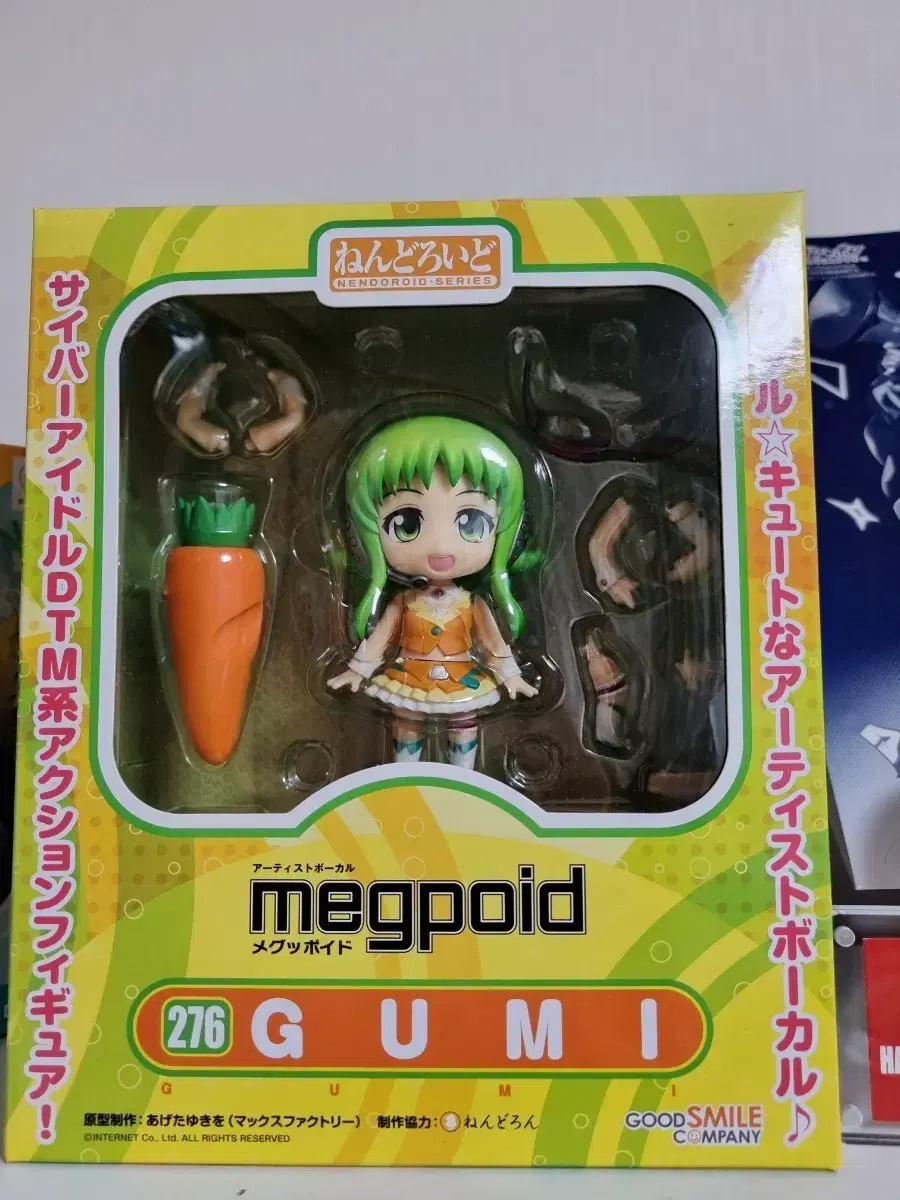 ねんどろいど
NENDOROID·SERIES
サイバーアイドルDTM系アクションフィギュア!
ル☆キュートなアーティストボーカル♪
アーティストボーカル
megpoid
メグッポイド
276 GUMI
GUMI
原型制作:あげたゆきを(マックスファクトリー) 制作協力:ねんどろん
©INTERNET Co., Ltd. ALL RIGHTS RESERVED
GOOD SMILE
COMPANY
HA